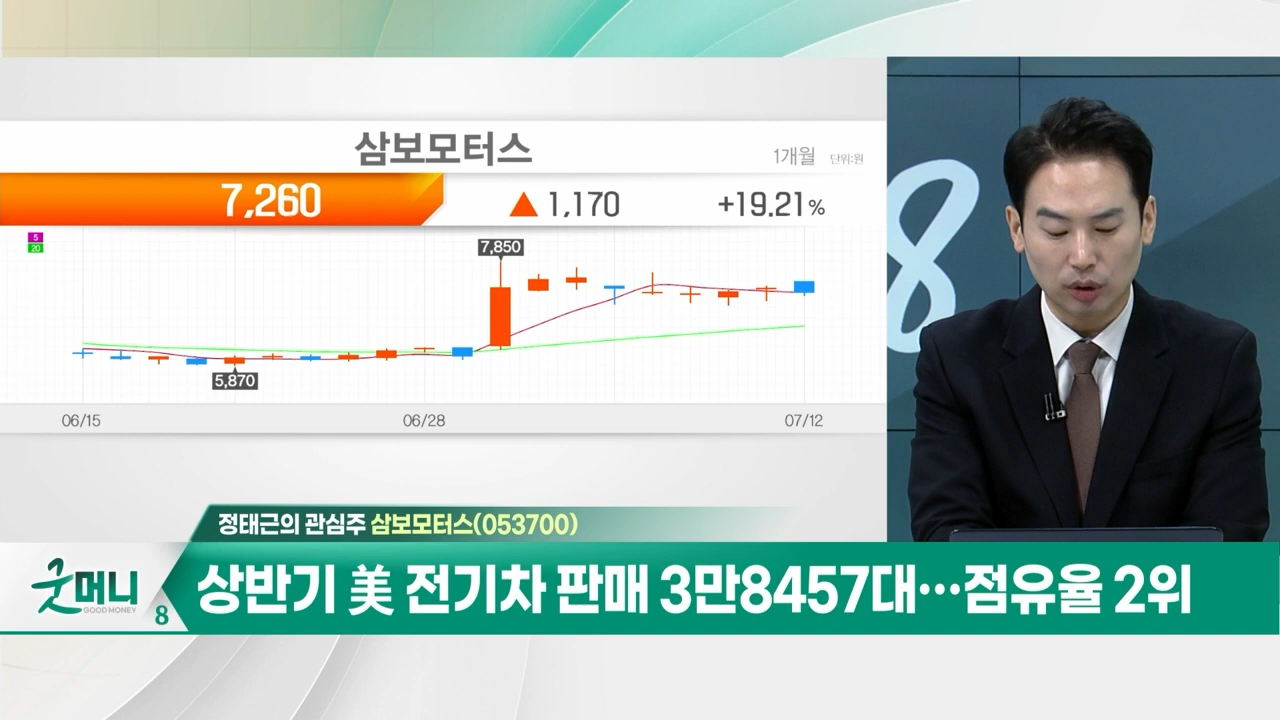 삼보모터스
1개월 단위:원
7,260 ▲ 1,170 +19.21%
5
20
7,850
5,870
06/15 06/28 07/12
8
정태근의 관심주 삼보모터스(053700)
굿머니
GOOD MONEY
8
상반기 美 전기차 판매 3만8457대…점유율 2위